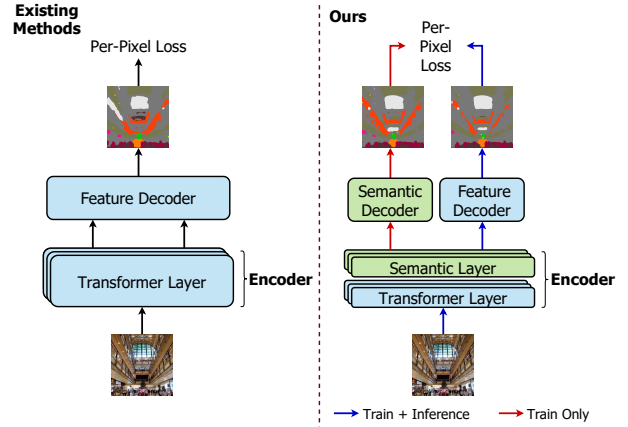 Existing
Methods
Per-Pixel Loss
Feature Decoder
Transformer Layer
Encoder
Ours
Per-
Pixel
Loss
Semantic
Decoder
Feature
Decoder
Semantic Layer
Transformer Layer
Encoder
Train + Inference
Train Only